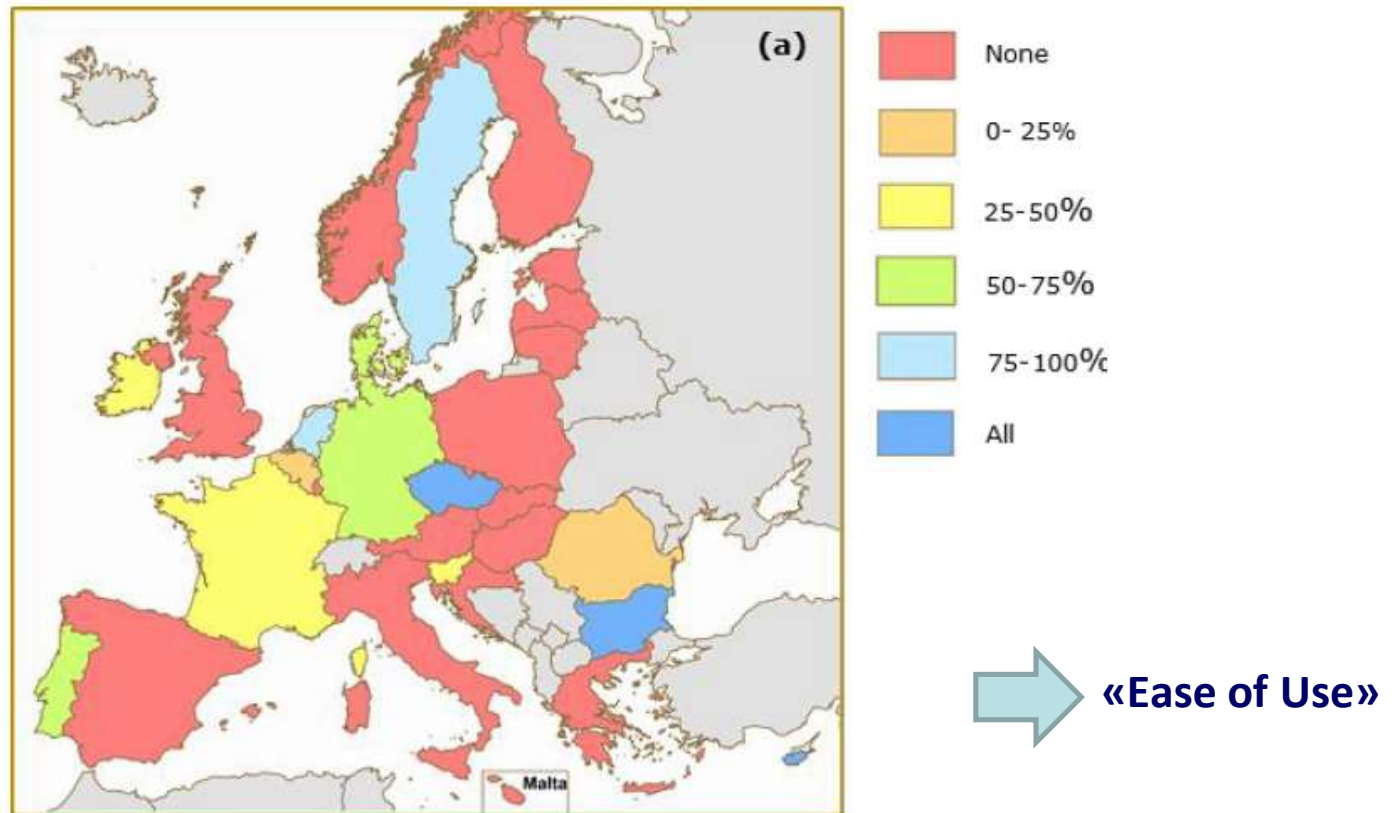 (a)
None
0- 25%
25-50%
50-75%
75-100%
All
«Ease of Use»
Malta